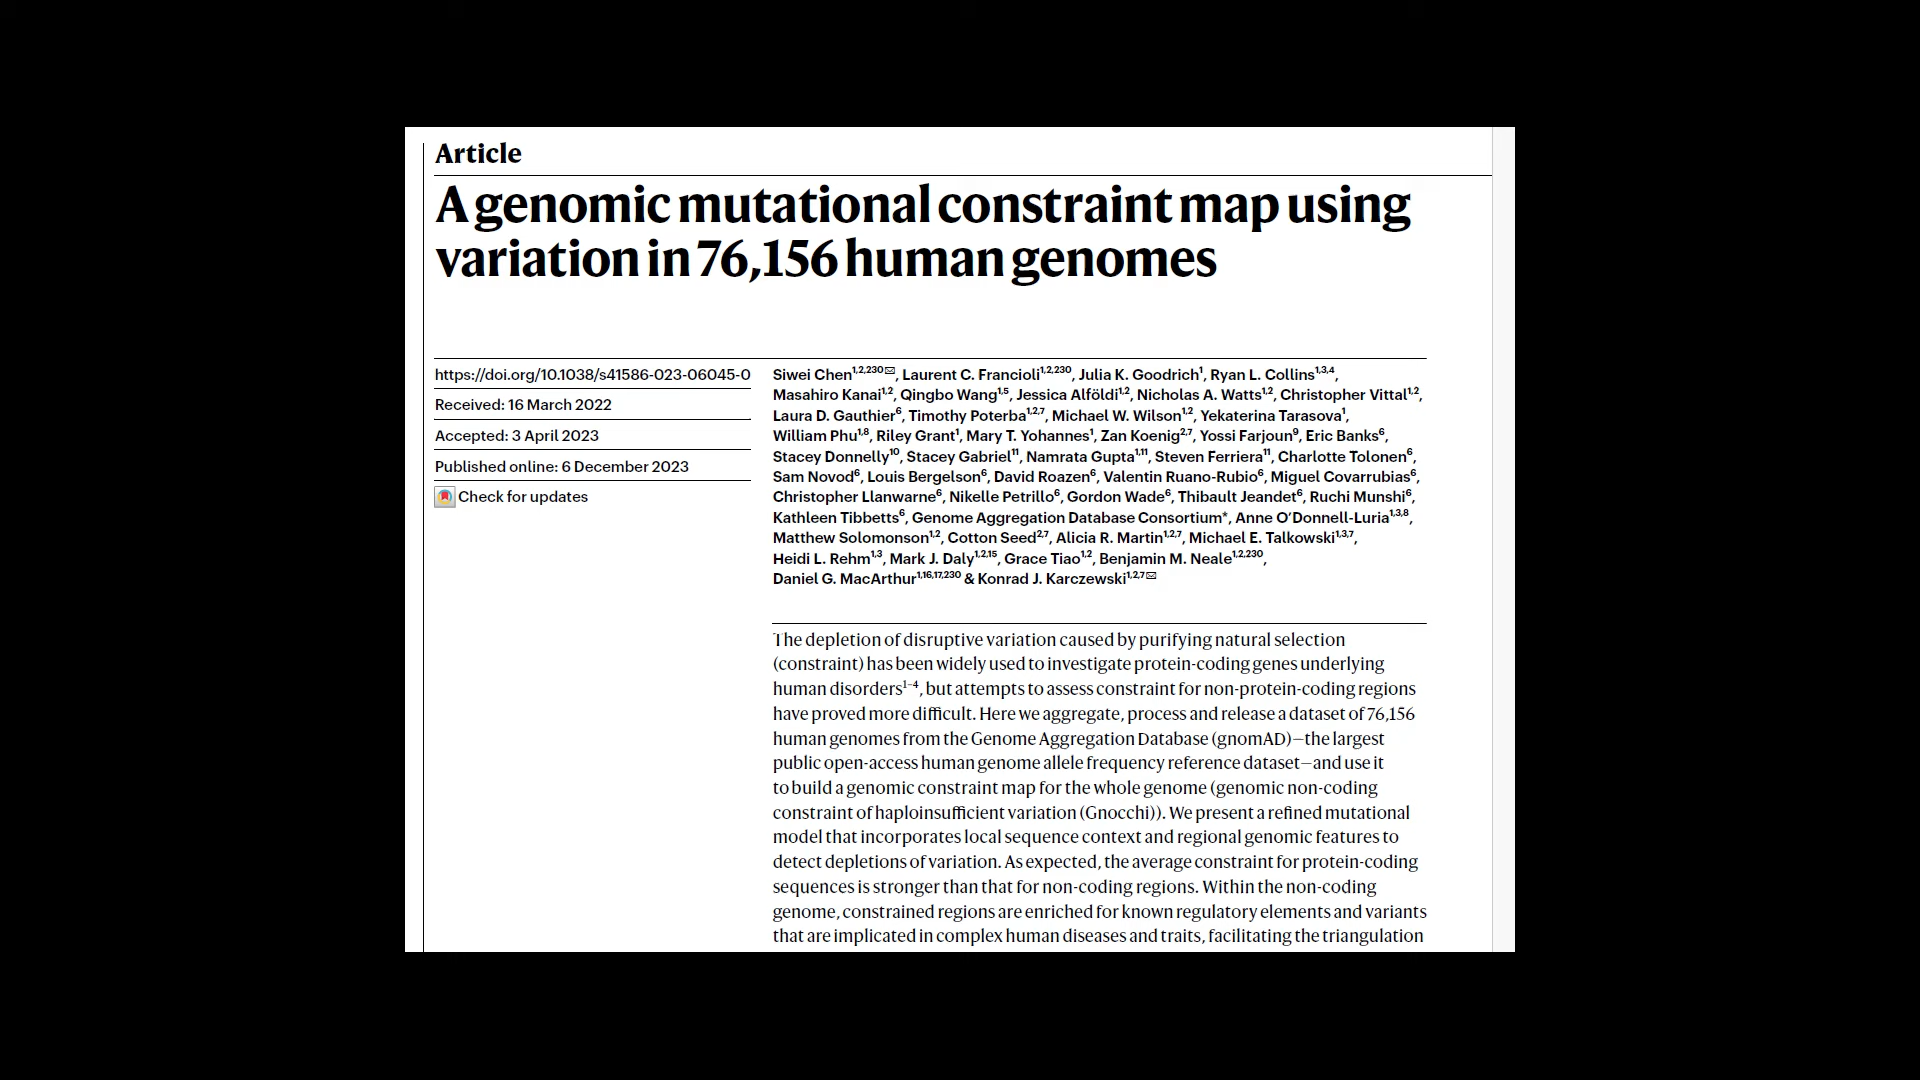 Article
A genomic mutational constraint map using
variation in 76,156 human genomes
https://doi.org/10.1038/s41586-023-06045-0
Received: 16 March 2022
Accepted: 3 April 2023
Published online: 6 December 2023
Check for updates
Siwei Chen1,2,230✉, Laurent C. Francioli1,2,230, Julia K. Goodrich1, Ryan L. Collins1,3,4,
Masahiro Kanai1,2, Qingbo Wang1,5, Jessica Alföldi1,2, Nicholas A. Watts1,2, Christopher Vittal1,2,
Laura D. Gauthier6, Timothy Poterba1,2,7, Michael W. Wilson1,2, Yekaterina Tarasova1,
William Phu1,8, Riley Grant1, Mary T. Yohannes1, Zan Koenig2,7, Yossi Farjoun9, Eric Banks6,
Stacey Donnelly10, Stacey Gabriel11, Namrata Gupta1,11, Steven Ferriera11, Charlotte Tolonen6,
Sam Novod6, Louis Bergelson6, David Roazen6, Valentin Ruano-Rubio6, Miguel Covarrubias6,
Christopher Llanwarne6, Nikelle Petrillo6, Gordon Wade6, Thibault Jeandet6, Ruchi Munshi6,
Kathleen Tibbetts6, Genome Aggregation Database Consortium*, Anne O’Donnell-Luria1,3,8,
Matthew Solomonson1,2, Cotton Seed2,7, Alicia R. Martin1,2,7, Michael E. Talkowski1,3,7,
Heidi L. Rehm1,3, Mark J. Daly1,2,15, Grace Tiao1,2, Benjamin M. Neale1,2,230,
Daniel G. MacArthur1,16,17,230 & Konrad J. Karczewski1,2,7✉
The depletion of disruptive variation caused by purifying natural selection
(constraint) has been widely used to investigate protein-coding genes underlying
human disorders1–4, but attempts to assess constraint for non-protein-coding regions
have proved more difficult. Here we aggregate, process and release a dataset of 76,156
human genomes from the Genome Aggregation Database (gnomAD)—the largest
public open-access human genome allele frequency reference dataset—and use it
to build a genomic constraint map for the whole genome (genomic non-coding
constraint of haploinsufficient variation (Gnocchi)). We present a refined mutational
model that incorporates local sequence context and regional genomic features to
detect depletions of variation. As expected, the average constraint for protein-coding
sequences is stronger than that for non-coding regions. Within the non-coding
genome, constrained regions are enriched for known regulatory elements and variants
that are implicated in complex human diseases and traits, facilitating the triangulation